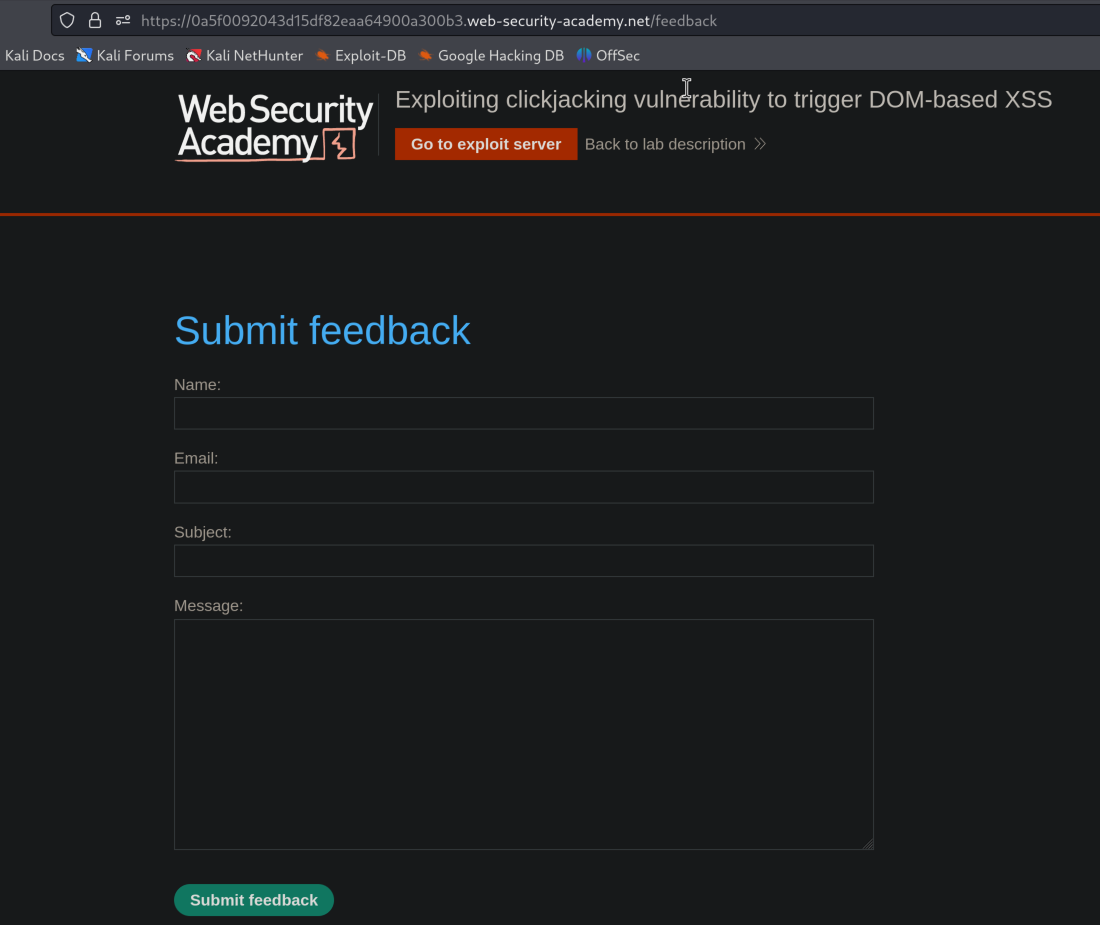 https://0a5f0092043d15df82eaa64900a300b3.web-security-academy.net/feedback
Kali Docs Kali Forums Kali NetHunter Exploit-DB Google Hacking DB OffSec
Web Security
Academy
Exploiting clickjacking vulnerability to trigger DOM-based XSS
Go to exploit server Back to lab description
Submit feedback
Name:
Email:
Subject:
Message:
Submit feedback